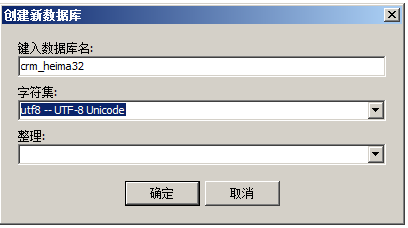 创建新数据库
键入数据库名:
crm_heima32
字符集:
utf8 -- UTF-8 Unicode
整理:
确定 取消